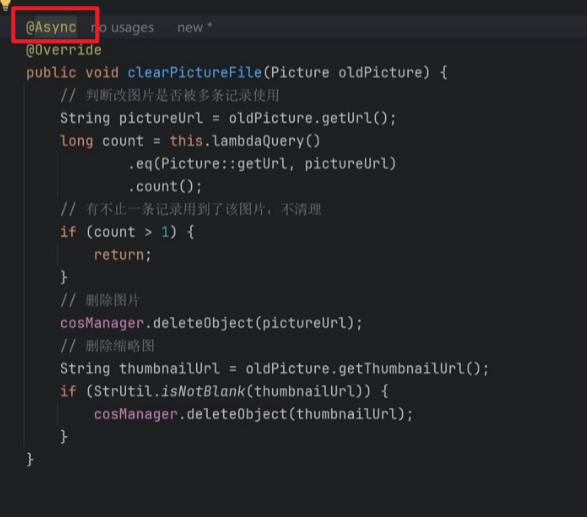 @Async no usages new *
@Override
public void clearPictureFile(Picture oldPicture) {
// 判断改图片是否被多条记录使用
String pictureUrl = oldPicture.getUrl();
long count = this.lambdaQuery()
.eq(Picture::getUrl, pictureUrl)
.count();
// 有不止一条记录用到了该图片，不清理
if (count > 1) {
return;
}
// 删除图片
cosManager.deleteObject(pictureUrl);
// 删除缩略图
String thumbnailUrl = oldPicture.getThumbnailUrl();
if (StrUtil.isNotBlank(thumbnailUrl)) {
cosManager.deleteObject(thumbnailUrl);
}
}